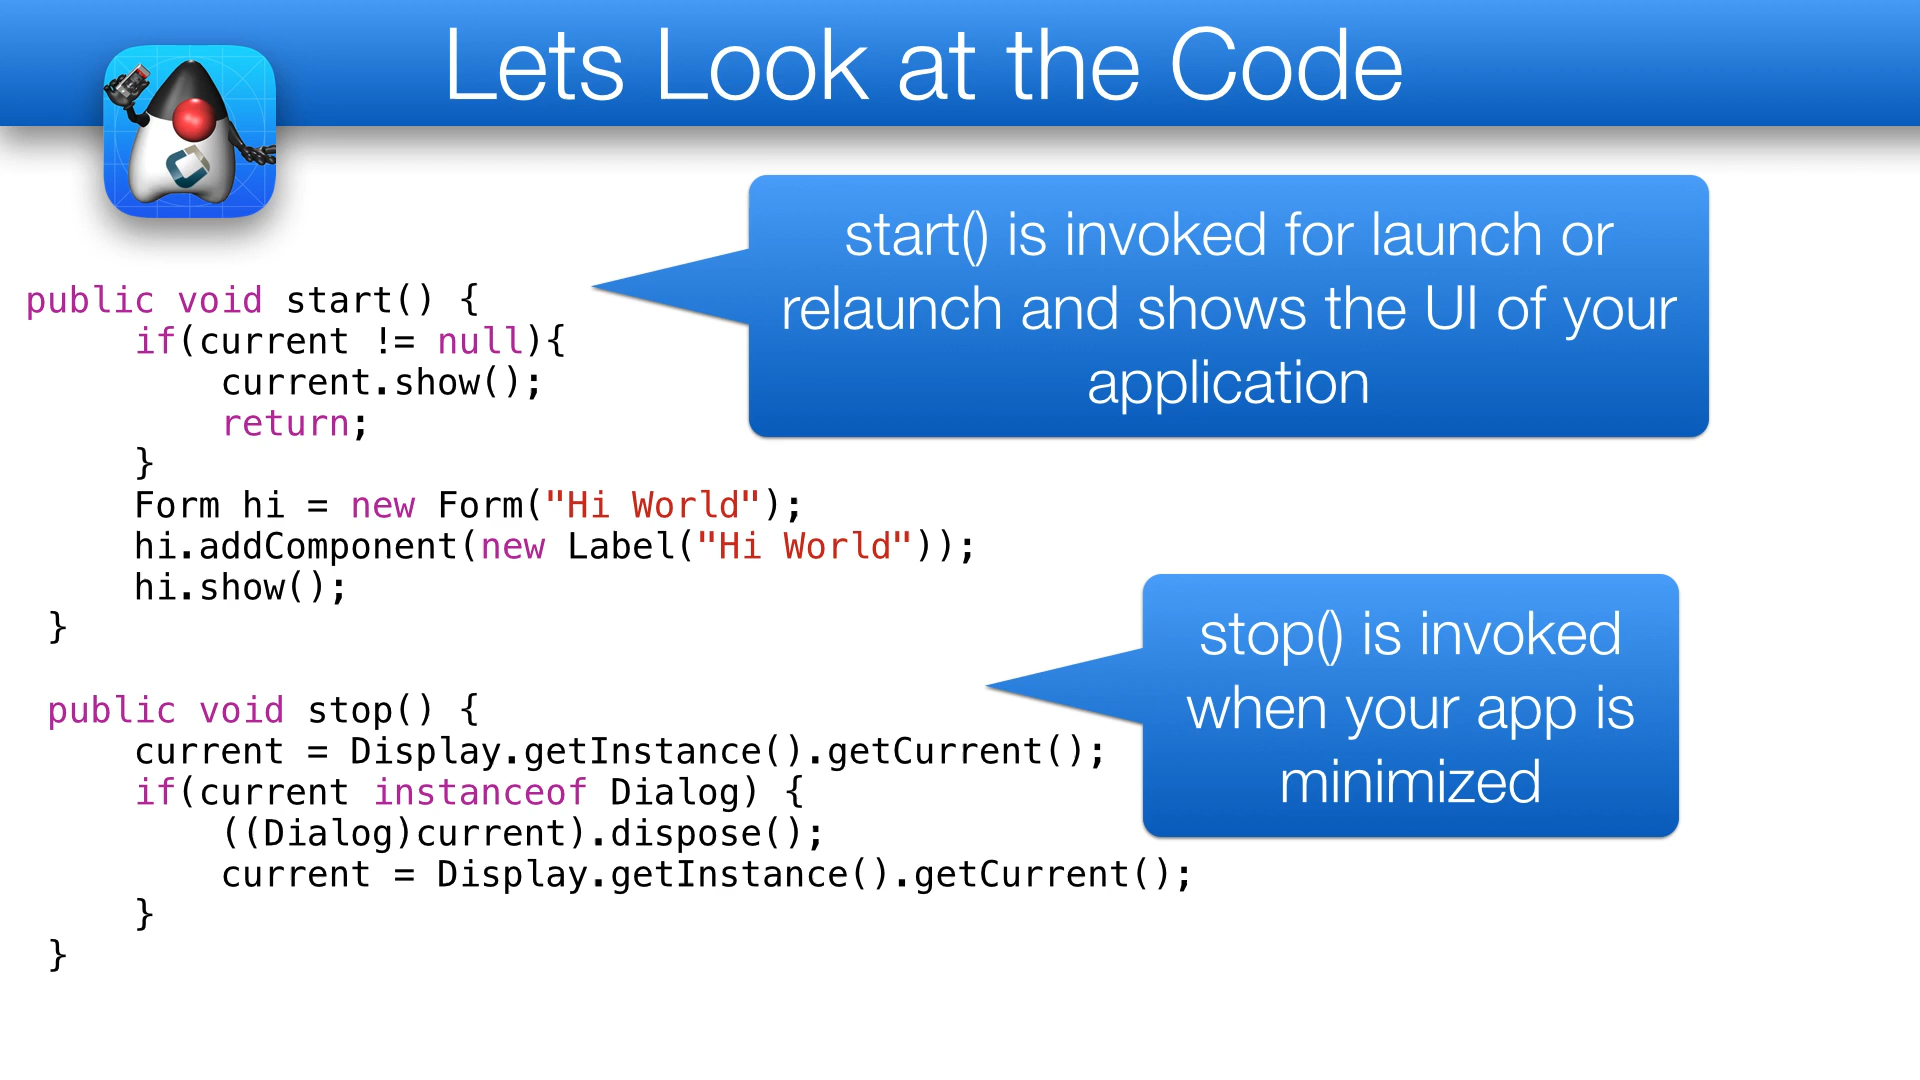 Lets Look at the Code
start() is invoked for launch or
relaunch and shows the UI of your
application
public void start() {
if(current != null){
current.show();
return;
}
Form hi = new Form("Hi World");
hi.addComponent(new Label("Hi World"));
hi.show();
}
stop() is invoked
when your app is
minimized
public void stop() {
current = Display.getInstance().getCurrent();
if(current instanceof Dialog) {
((Dialog)current).dispose();
current = Display.getInstance().getCurrent();
}
}